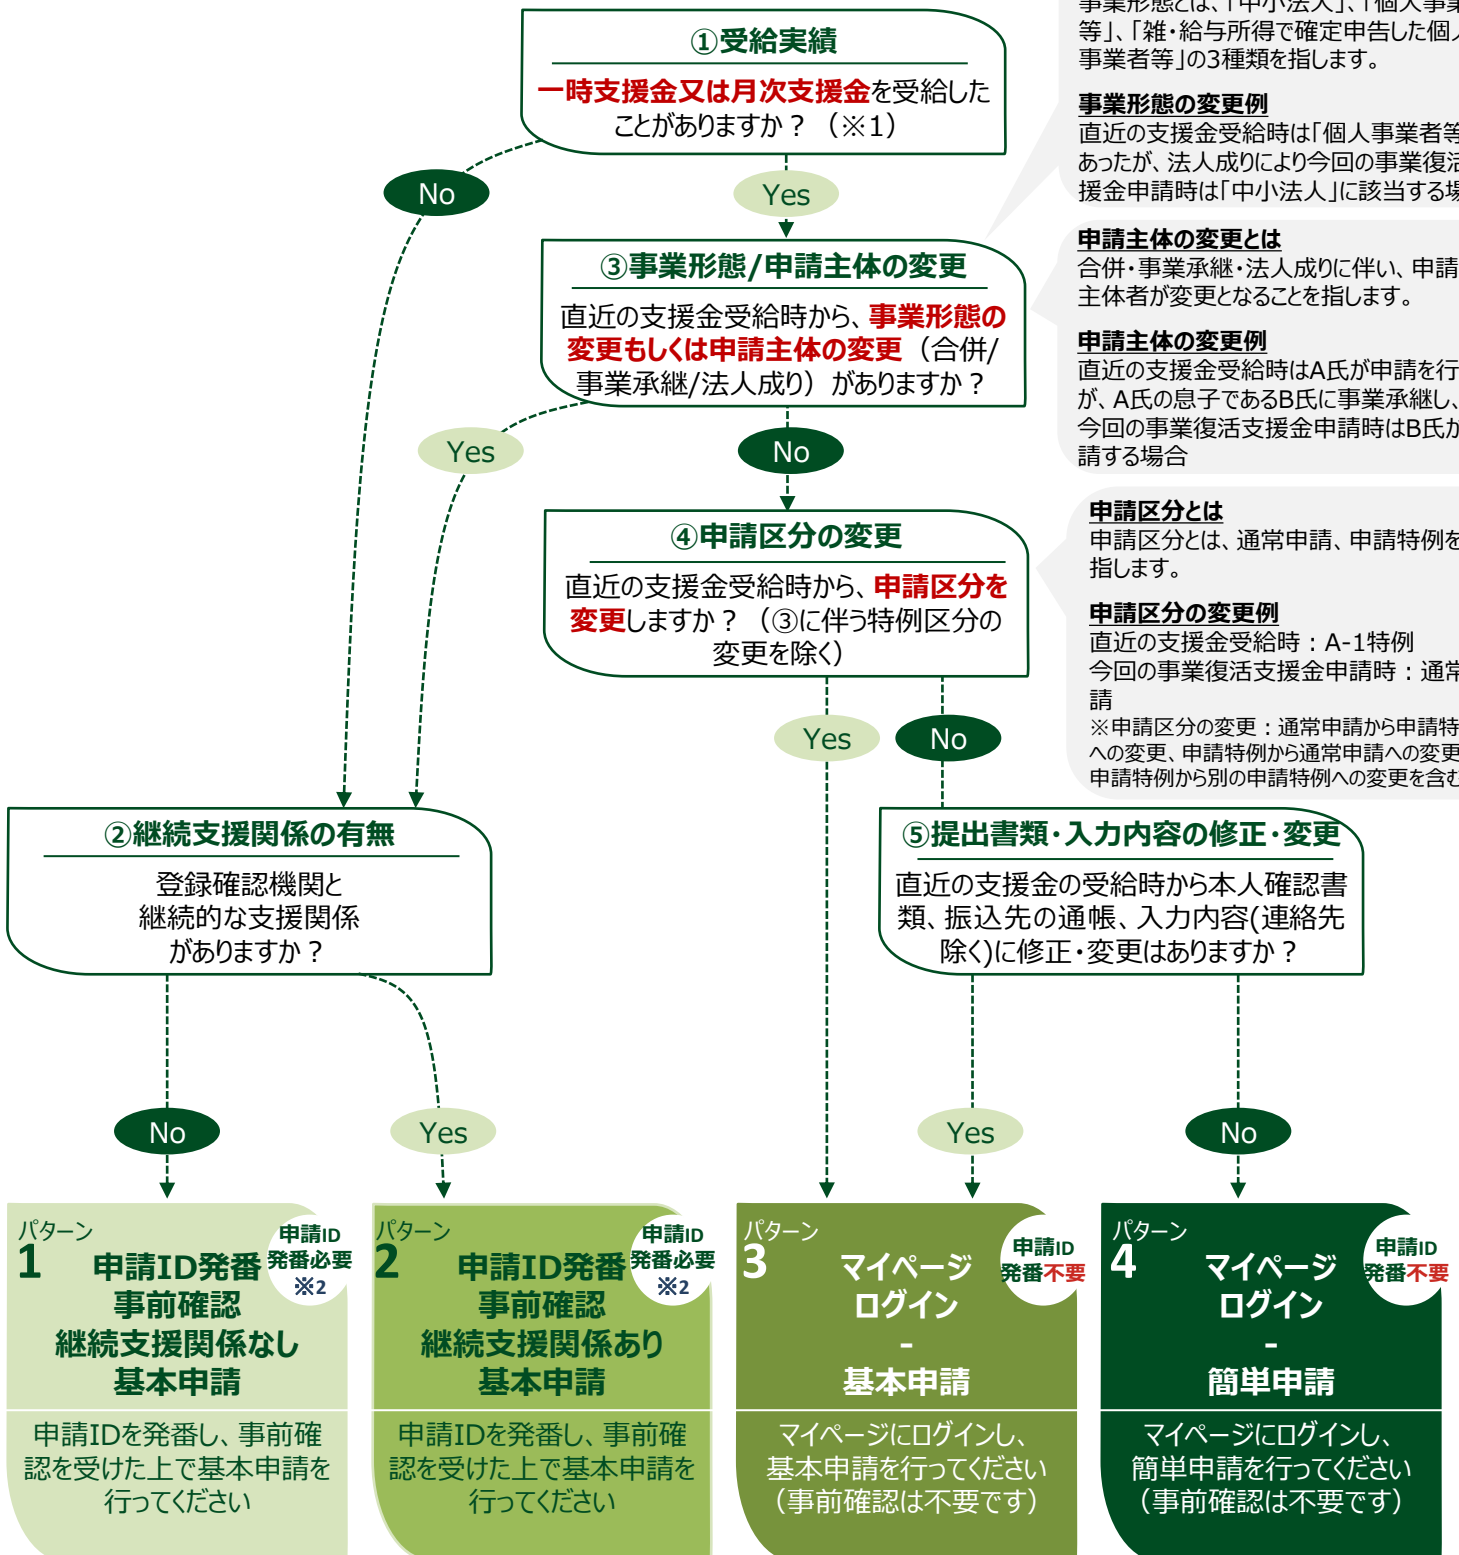 ①受給実績
一時支援金又は月次支援金を受給した
ことがありますか？（※1）
No
Yes
③事業形態/申請主体の変更
直近の支援金受給時から、事業形態の
変更もしくは申請主体の変更（合併/
事業承継/法人成り）がありますか？
Yes
No
④申請区分の変更
直近の支援金受給時から、申請区分を
変更しますか？（③に伴う特例区分の
変更を除く）
Yes
No
②継続支援関係の有無
登録確認機関と
継続的な支援関係
がありますか？
⑤提出書類・入力内容の修正・変更
直近の支援金の受給時から本人確認書
類、振込先の通帳、入力内容(連絡先
除く)に修正・変更はありますか？
No
Yes
Yes
No
パターン
1
申請ID発番
事前確認
継続支援関係なし
基本申請
申請ID
発番必要
※2
申請IDを発番し、事前確
認を受けた上で基本申請を
行ってください
パターン
2
申請ID発番
事前確認
継続支援関係あり
基本申請
申請ID
発番必要
※2
申請IDを発番し、事前確
認を受けた上で基本申請を
行ってください
パターン
3
マイページ
ログイン
-
基本申請
申請ID
発番不要
マイページにログインし、
基本申請を行ってください
（事前確認は不要です）
パターン
4
マイページ
ログイン
-
簡単申請
申請ID
発番不要
マイページにログインし、
簡単申請を行ってください
（事前確認は不要です）
事業形態とは、「中小法人」、「個人事業
等」、「雑・給与所得で確定申告した個人
事業者等」の3種類を指します。
事業形態の変更例
直近の支援金受給時は「個人事業者等
あったが、法人成りにより今回の事業復活
援金申請時は「中小法人」に該当する場
申請主体の変更とは
合併・事業承継・法人成りに伴い、申請
主体者が変更となることを指します。
申請主体の変更例
直近の支援金受給時はA氏が申請を行
が、A氏の息子であるB氏に事業承継し、
今回の事業復活支援金申請時はB氏が
請する場合
申請区分とは
申請区分とは、通常申請、申請特例を
指します。
申請区分の変更例
直近の支援金受給時：A-1特例
今回の事業復活支援金申請時：通常
請
※申請区分の変更：通常申請から申請特
への変更、申請特例から通常申請への変更
申請特例から別の申請特例への変更を含む